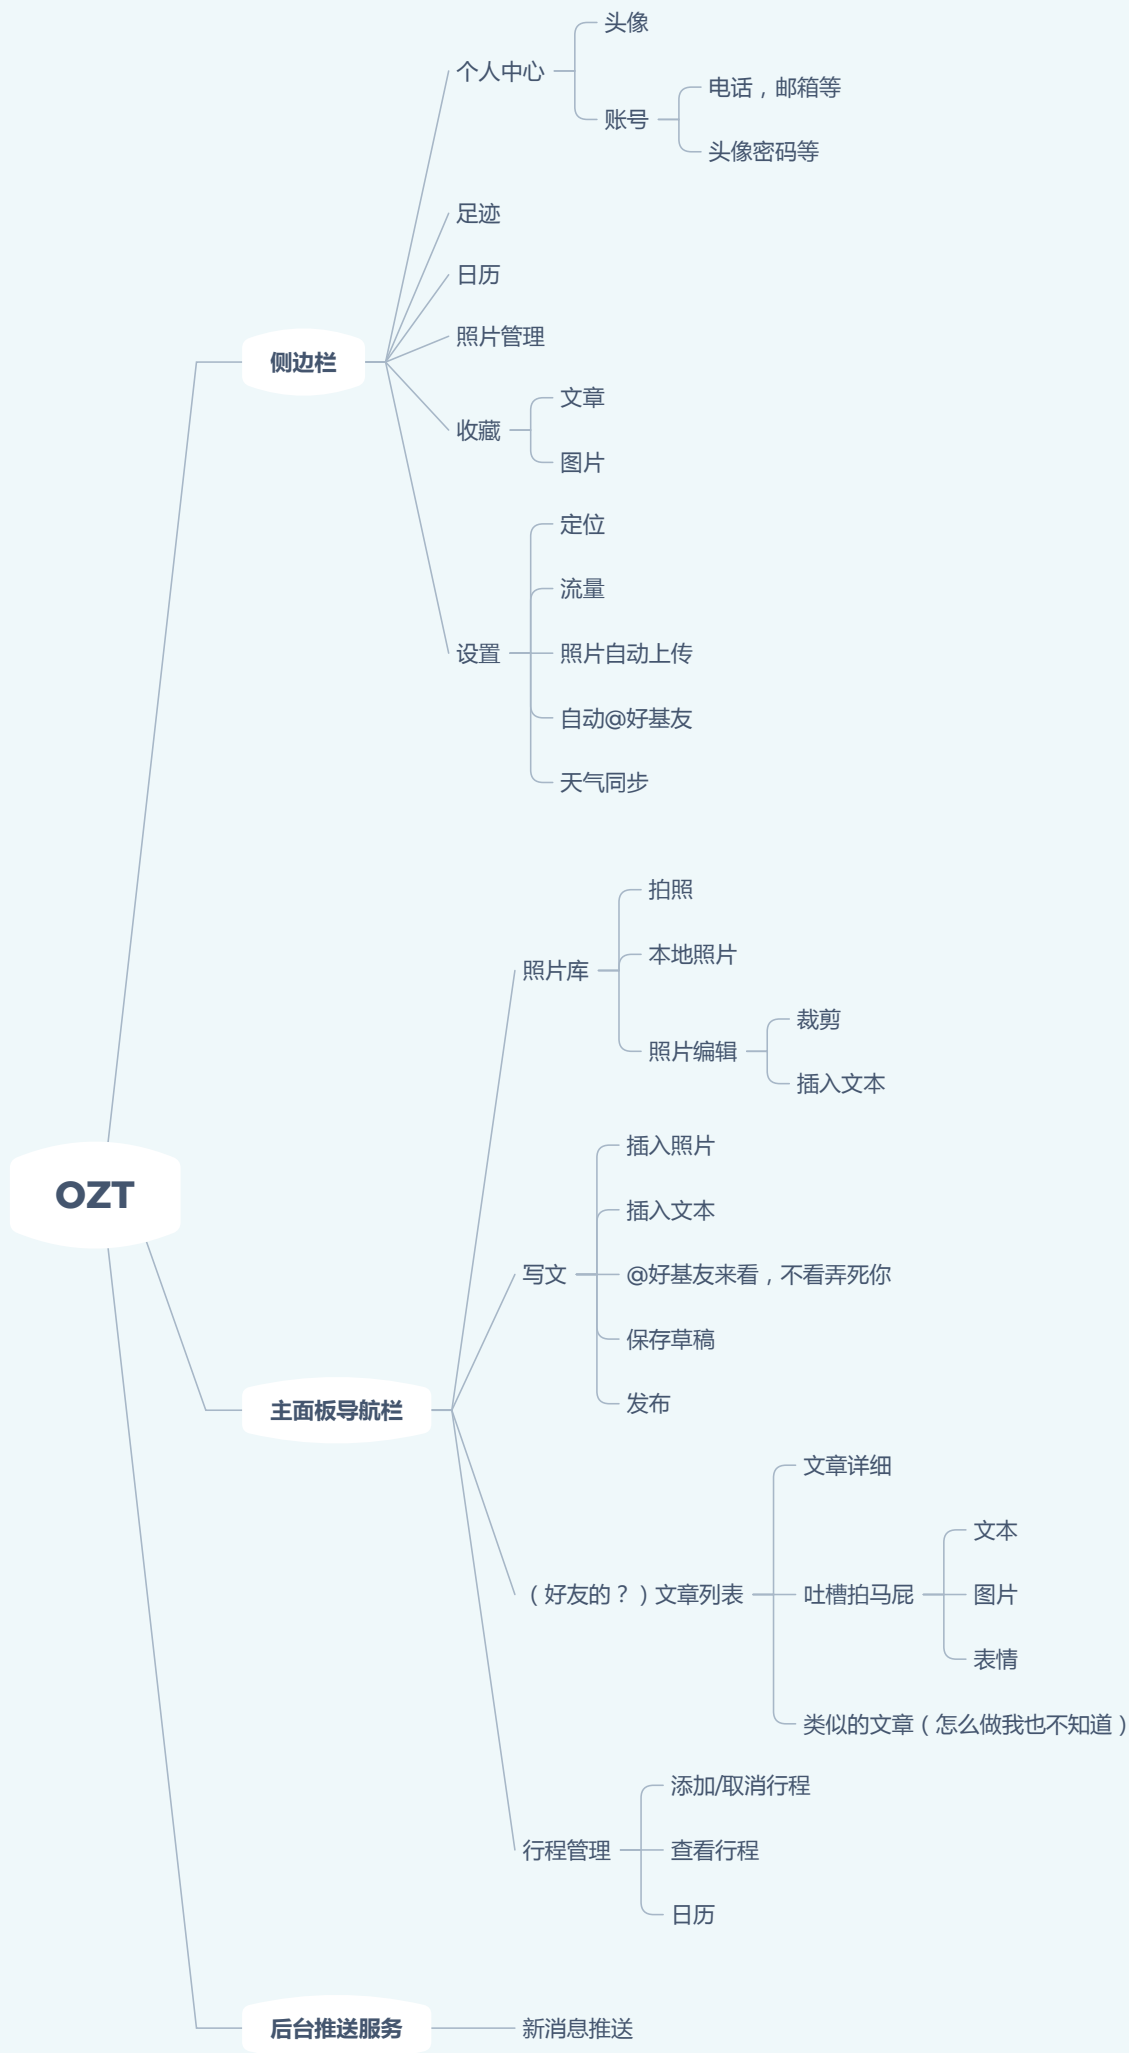 头像
个人中心
电话，邮箱等
账号
头像密码等
足迹
日历
照片管理
侧边栏
文章
收藏
图片
定位
流量
设置
照片自动上传
自动@好基友
天气同步
拍照
本地照片
照片库
裁剪
照片编辑
插入文本
插入照片
OZT
插入文本
写文
@好基友来看，不看弄死你
保存草稿
发布
主面板导航栏
文章详细
文本
（好友的？）文章列表
吐槽拍马屁
图片
表情
类似的文章（怎么做我也不知道）
添加/取消行程
行程管理
查看行程
日历
后台推送服务
新消息推送